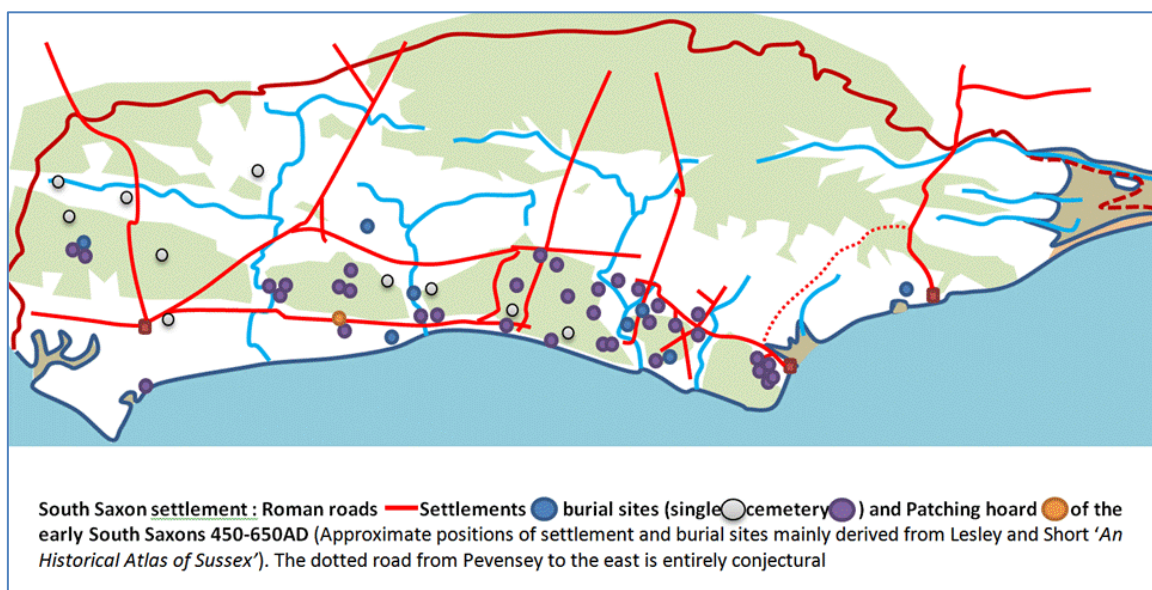 South Saxon settlement : Roman roads Settlements burial sites (single cemetery ) and Patching hoard of the
early South Saxons 450-650AD (Approximate positions of settlement and burial sites mainly derived from Lesley and Short ‘An
Historical Atlas of Sussex’). The dotted road from Pevensey to the east is entirely conjectural